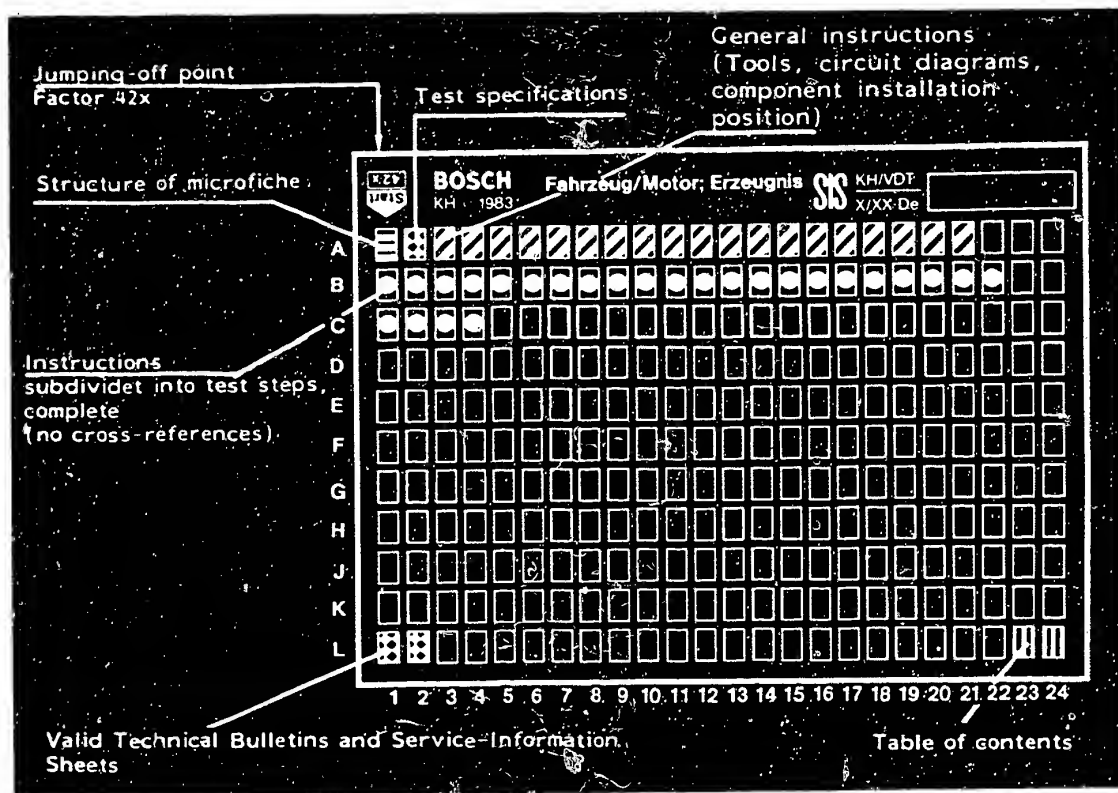 General instructions
(Tools, circuit diagrams,
component installation
position)
Jumping-off point
Factor 42x
Test specifications
Structure of microfiche
Start
42x
BOSCH
KH 1983
Fahrzeug/Motor; Erzeugnis
SIS
KH/VDT
X/XX De
A
B
C
D
E
F
G
H
J
K
L
Instructions
subdividet into test steps,
complete
(no cross-references)
1 2 3 4 5 6 7 8 9 10 11 12 13 14 15 16 17 18 19 20 21 22 23 24
Valid Technical Bulletins and Service-Information
Sheets
Table of contents